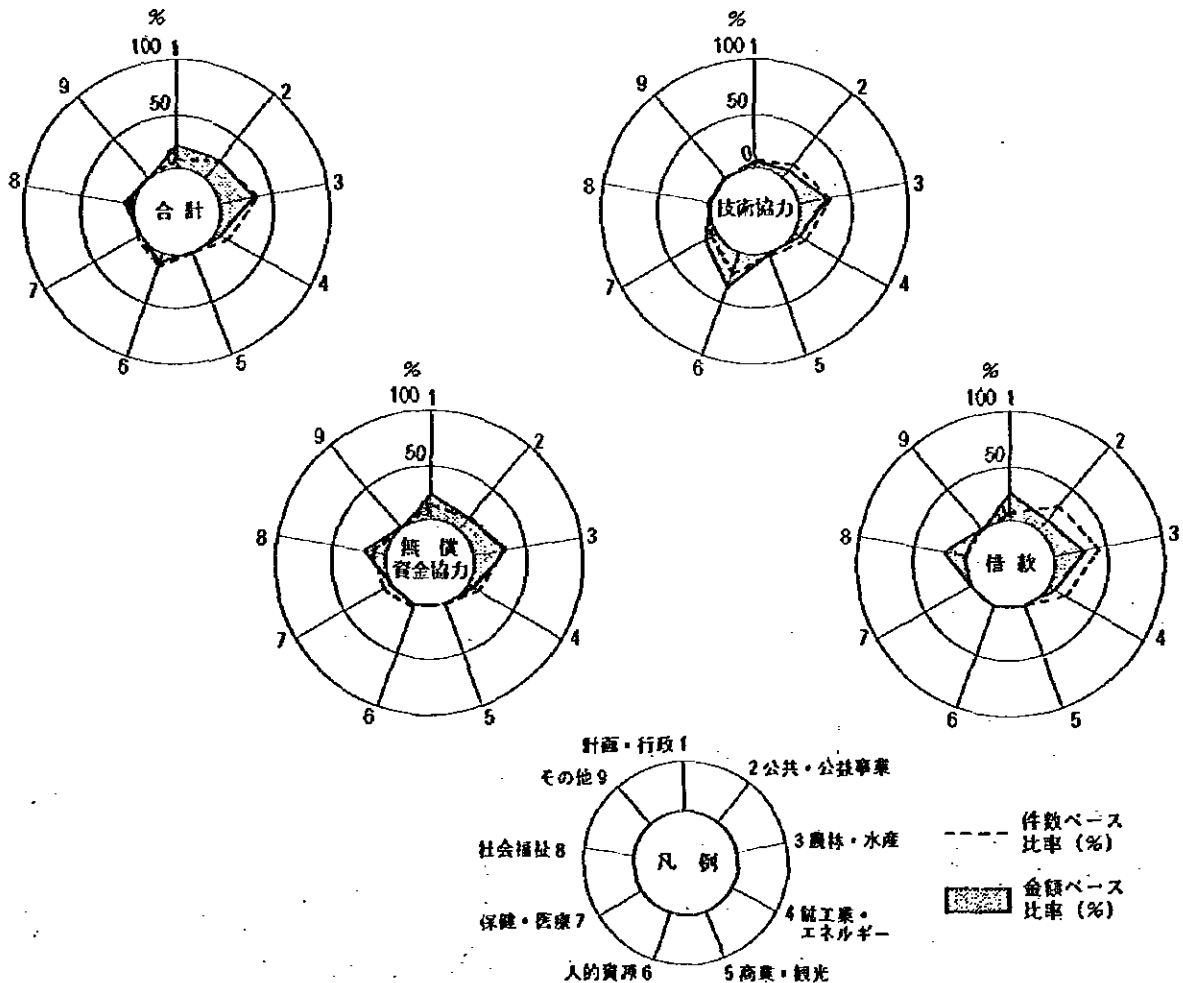 %
100 1
50
0
2
3
4
5
6
7
8
9
合計
%
100 1
50
0
2
3
4
5
6
7
8
9
技術協力
%
100 1
50
2
3
4
5
6
7
8
9
無償
資金協力
%
100 1
50
2
3
4
5
6
7
8
9
借款
計画・行政 1
2 公共・公益事業
3 農林・水産
4 鉱工業・
エネルギー
5 商業・観光
人的資源 6
保健・医療 7
社会福祉 8
その他 9
凡例
件数ベース
比率 (%)
金額ベース
比率 (%)